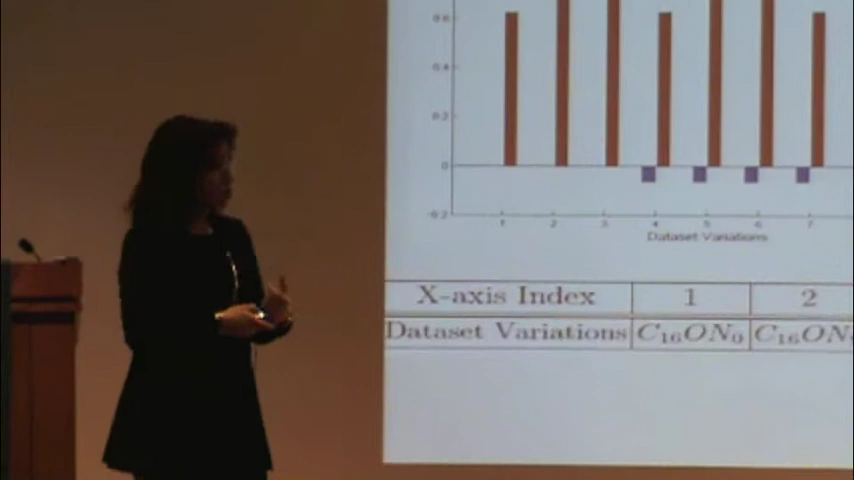 0.6
0.4
0.2
0
-0.2
1 2 3 4 5 6 7
Dataset Variations
X-axis Index 1 2
Dataset Variations C₁₆ON₀ C₁₆ON